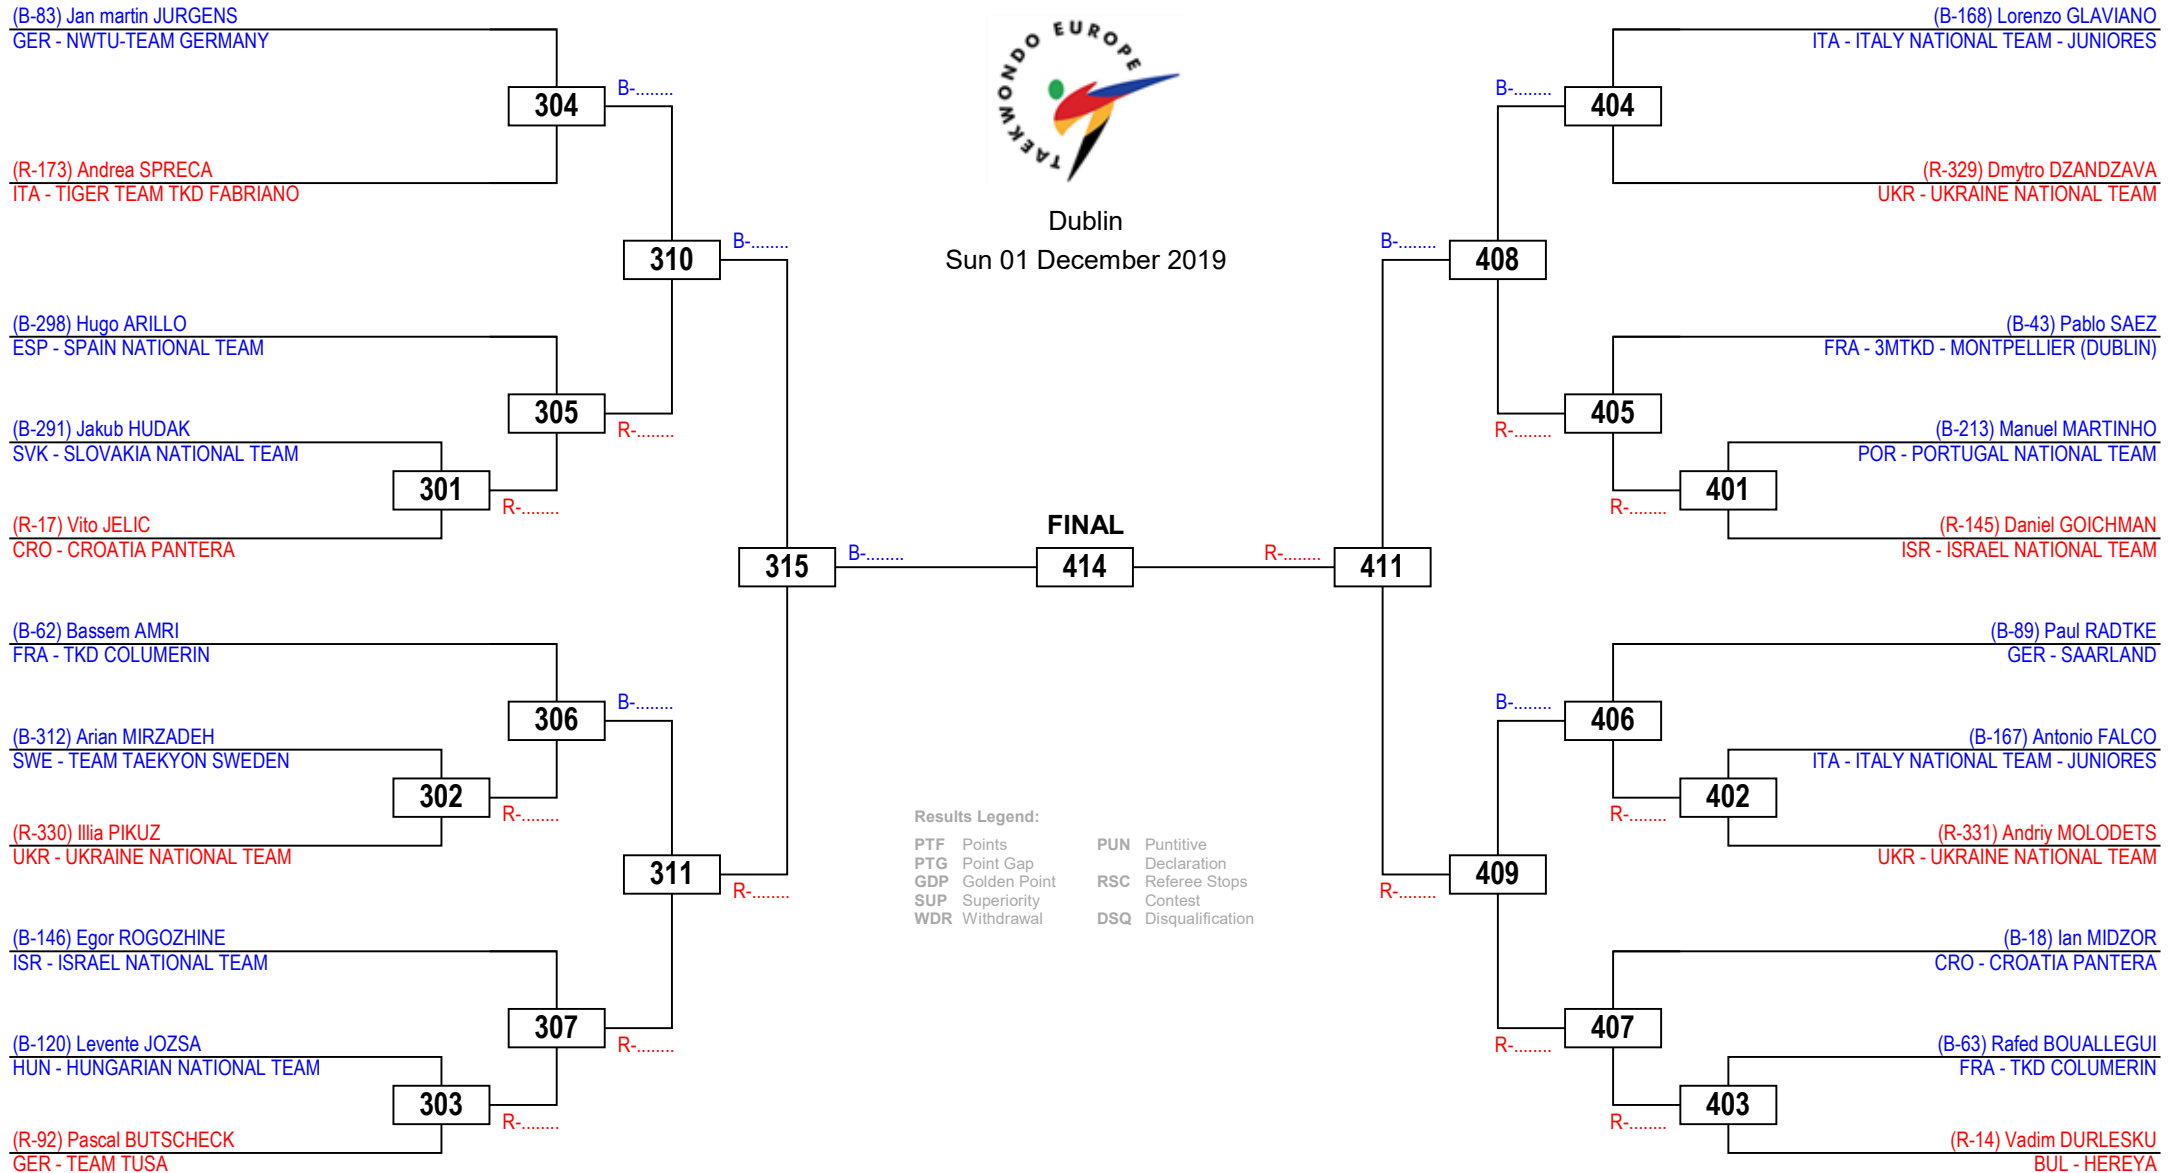 (B-83) Jan martin JURGENS
GER - NWTU-TEAM GERMANY
304
B-........
(R-173) Andrea SPRECA
ITA - TIGER TEAM TKD FABRIANO
310
B-........
(B-298) Hugo ARILLO
ESP - SPAIN NATIONAL TEAM
305
R-........
(B-291) Jakub HUDAK
SVK - SLOVAKIA NATIONAL TEAM
301
R-........
(R-17) Vito JELIC
CRO - CROATIA PANTERA
315
B-........
(B-62) Bassem AMRI
FRA - TKD COLUMERIN
306
B-........
(B-312) Arian MIRZADEH
SWE - TEAM TAEKYON SWEDEN
302
R-........
(R-330) Illia PIKUZ
UKR - UKRAINE NATIONAL TEAM
311
R-........
(B-146) Egor ROGOZHINE
ISR - ISRAEL NATIONAL TEAM
307
R-........
(B-120) Levente JOZSA
HUN - HUNGARIAN NATIONAL TEAM
303
R-........
(R-92) Pascal BUTSCHECK
GER - TEAM TUSA
TAEKWONDO EUROPE
Dublin
Sun 01 December 2019
FINAL
414
Results Legend:
PTF Points
PTG Point Gap
GDP Golden Point
SUP Superiority
WDR Withdrawal
PUN Puntitive
Declaration
RSC Referee Stops
Contest
DSQ Disqualification
(B-168) Lorenzo GLAVIANO
ITA - ITALY NATIONAL TEAM - JUNIORES
B-........
404
(R-329) Dmytro DZANDZAVA
UKR - UKRAINE NATIONAL TEAM
B-........
408
(B-43) Pablo SAEZ
FRA - 3MTKD - MONTPELLIER (DUBLIN)
R-........
405
(B-213) Manuel MARTINHO
POR - PORTUGAL NATIONAL TEAM
R-........
401
(R-145) Daniel GOICHMAN
ISR - ISRAEL NATIONAL TEAM
R-........
411
(B-89) Paul RADTKE
GER - SAARLAND
B-........
406
(B-167) Antonio FALCO
ITA - ITALY NATIONAL TEAM - JUNIORES
R-........
402
(R-331) Andriy MOLODETS
UKR - UKRAINE NATIONAL TEAM
R-........
409
(B-18) Ian MIDZOR
CRO - CROATIA PANTERA
R-........
407
(B-63) Rafed BOUALLEGUI
FRA - TKD COLUMERIN
R-........
403
(R-14) Vadim DURLESKU
BUL - HEREYA